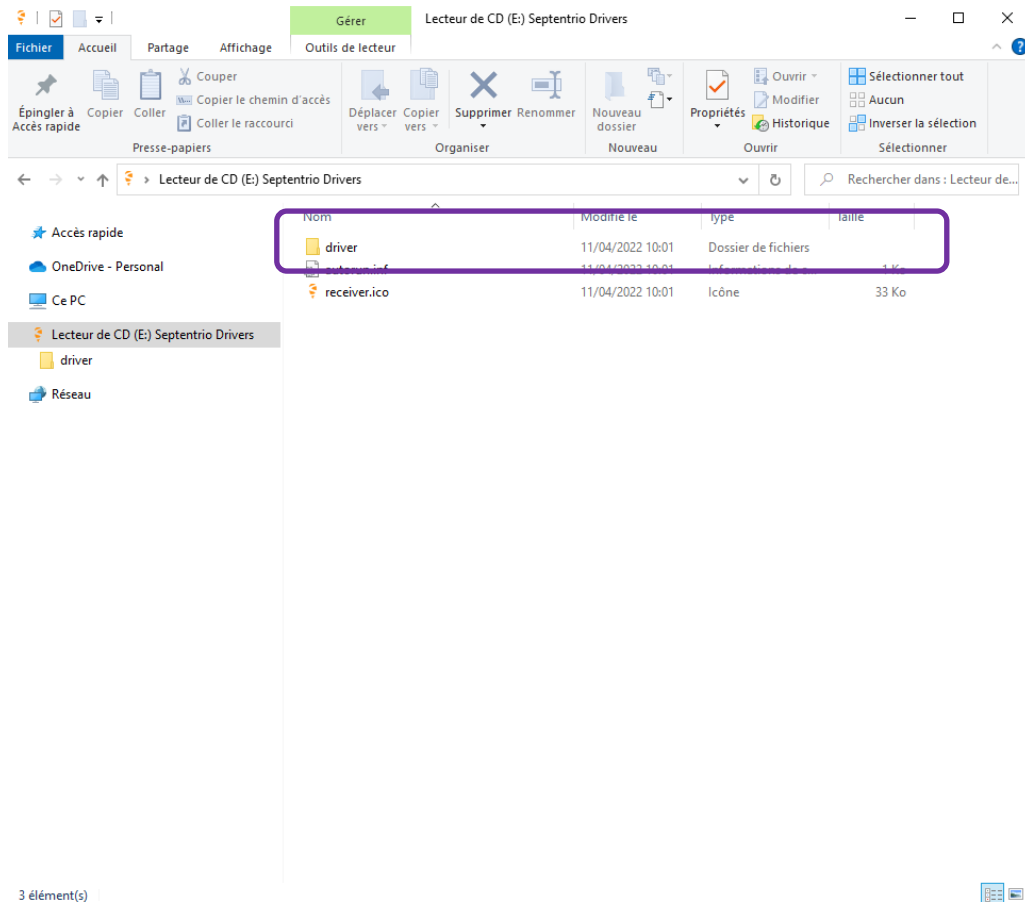 Gérer Lecteur de CD (E:) Septentrio Drivers
Fichier Accueil Partage Affichage Outils de lecteur
Épingler à Accès rapide
Copier
Coller
Couper
Copier le chemin d'accès
Coller le raccourci
Presse-papiers
Déplacer vers
Copier vers
Supprimer
Renommer
Organiser
Nouveau dossier
Nouveau
Propriétés
Ouvrir
Modifier
Historique
Ouvrir
Sélectionner tout
Aucun
Inverser la sélection
Sélectionner
Lecteur de CD (E:) Septentrio Drivers
Rechercher dans : Lecteur de...
Accès rapide
OneDrive - Personal
Ce PC
Lecteur de CD (E:) Septentrio Drivers
driver
Réseau
Nom Modifié le Type Taille
driver 11/04/2022 10:01 Dossier de fichiers
autorun.inf 11/04/2022 10:01 Informations de c... 1 Ko
receiver.ico 11/04/2022 10:01 Icône 33 Ko
3 élément(s)